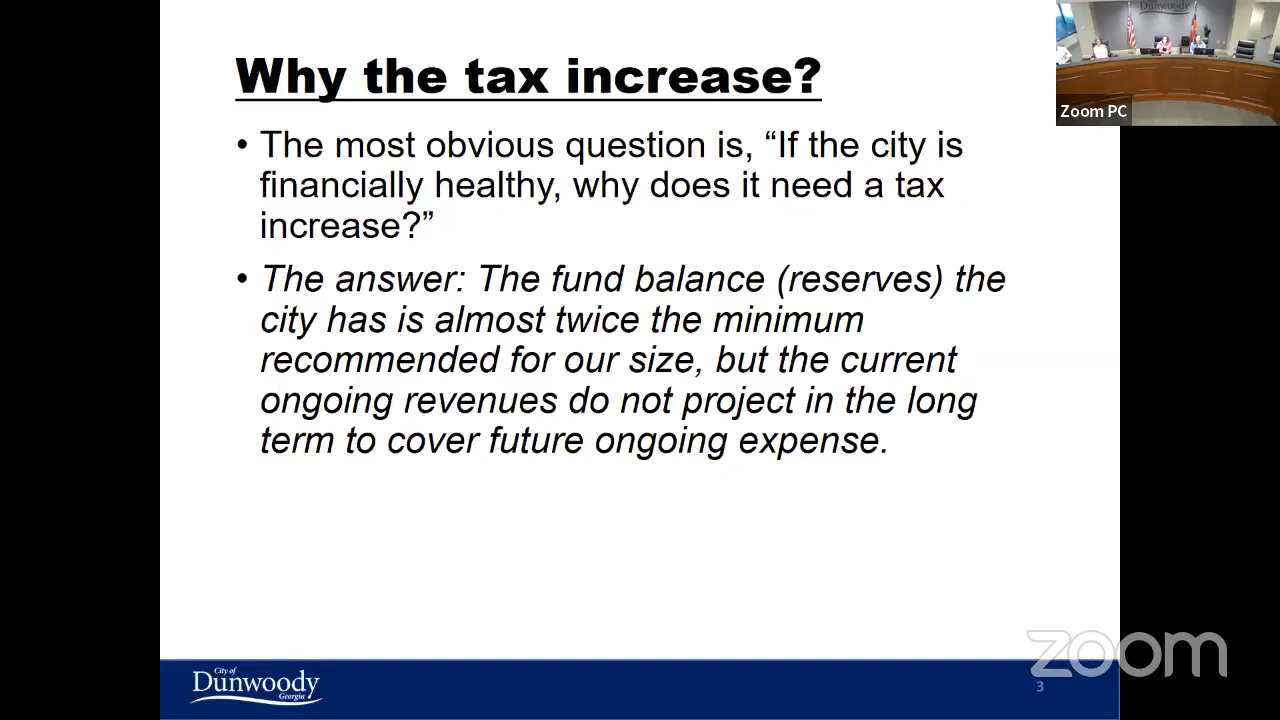 Why the tax increase?
• The most obvious question is, “If the city is
financially healthy, why does it need a tax
increase?”
• The answer: The fund balance (reserves) the
city has is almost twice the minimum
recommended for our size, but the current
ongoing revenues do not project in the long
term to cover future ongoing expense.
Dunwoody
Zoom PC
City of
Dunwoody
Georgia
3
zoom